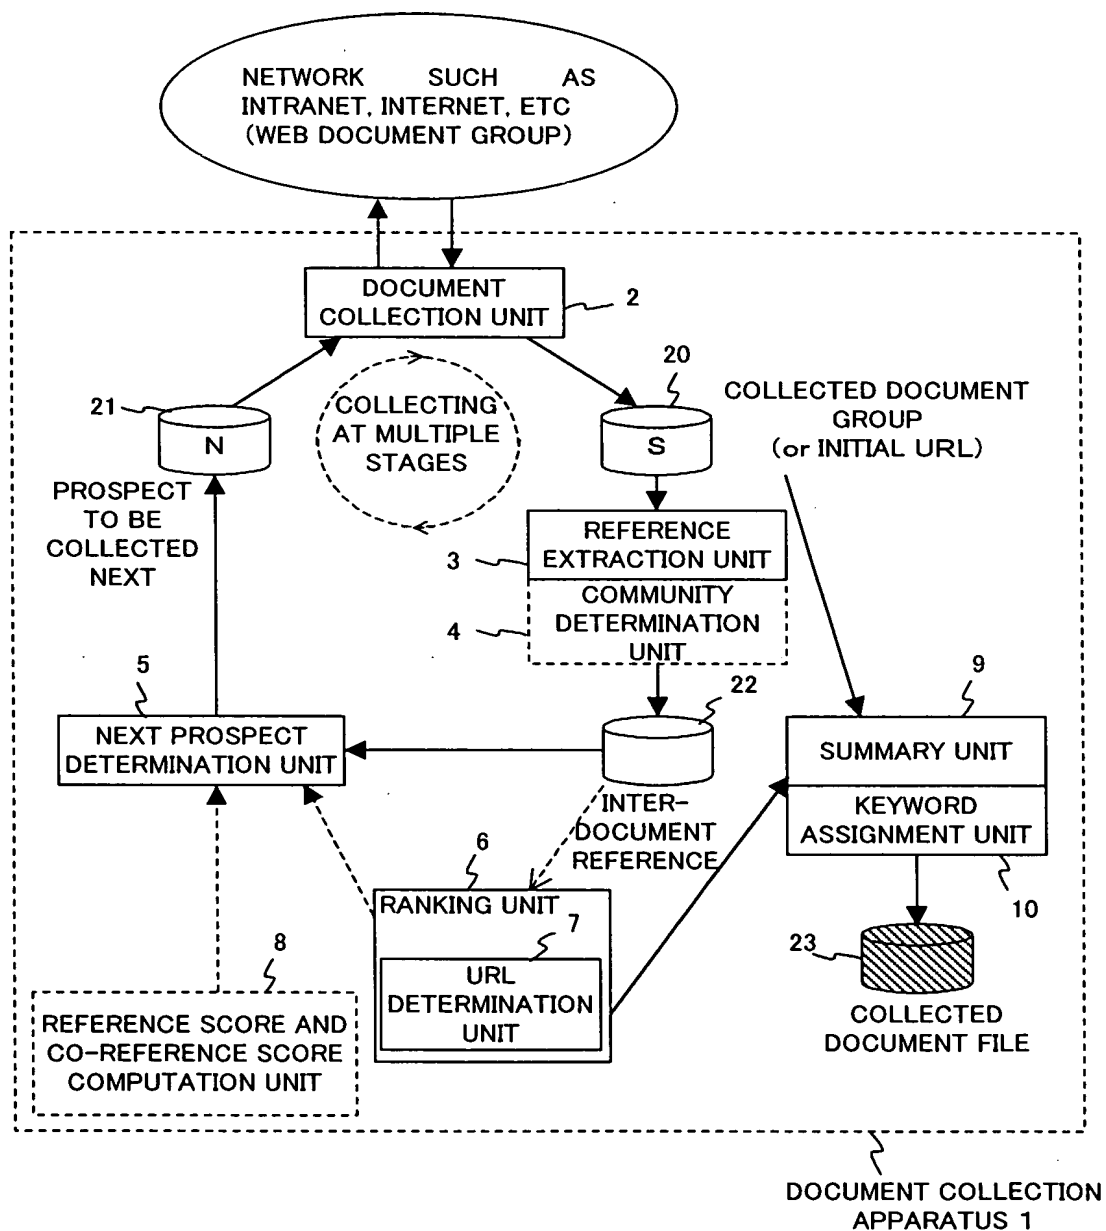 NETWORK SUCH AS
INTRANET, INTERNET, ETC
(WEB DOCUMENT GROUP)
DOCUMENT
COLLECTION UNIT
2
21
N
COLLECTING
AT MULTIPLE
STAGES
20
S
COLLECTED DOCUMENT
GROUP
(or INITIAL URL)
PROSPECT
TO BE
COLLECTED
NEXT
REFERENCE
EXTRACTION UNIT
3
COMMUNITY
DETERMINATION
UNIT
4
5
NEXT PROSPECT
DETERMINATION UNIT
22
INTER-
DOCUMENT
REFERENCE
9
SUMMARY UNIT
KEYWORD
ASSIGNMENT UNIT
10
6
RANKING UNIT
7
URL
DETERMINATION
UNIT
8
REFERENCE SCORE AND
CO-REFERENCE SCORE
COMPUTATION UNIT
23
COLLECTED
DOCUMENT FILE
DOCUMENT COLLECTION
APPARATUS 1